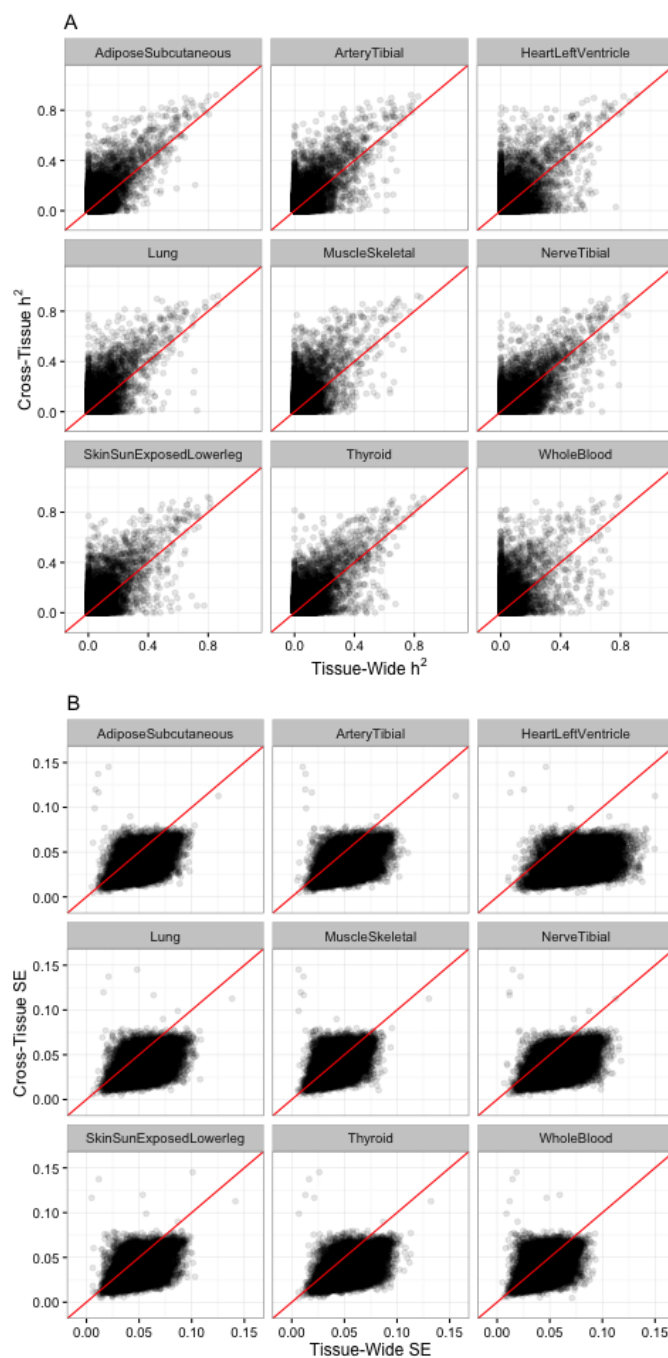 A
AdiposeSubcutaneous ArteryTibial HeartLeftVentricle
0.8
0.4
0.0
Lung MuscleSkeletal NerveTibial
0.8
0.4
0.0
Cross-Tissue h²
SkinSunExposedLowerleg Thyroid WholeBlood
0.8
0.4
0.0
0.0 0.4 0.8 0.0 0.4 0.8 0.0 0.4 0.8
Tissue-Wide h²
B
AdiposeSubcutaneous ArteryTibial HeartLeftVentricle
0.15
0.10
0.05
0.00
Lung MuscleSkeletal NerveTibial
0.15
0.10
0.05
0.00
Cross-Tissue SE
SkinSunExposedLowerleg Thyroid WholeBlood
0.15
0.10
0.05
0.00
0.00 0.05 0.10 0.15 0.00 0.05 0.10 0.15 0.00 0.05 0.10 0.15
Tissue-Wide SE